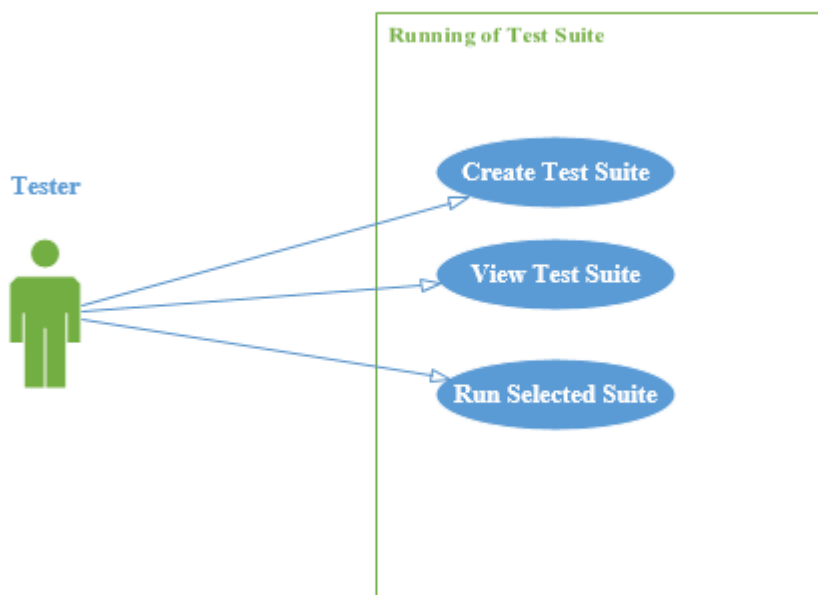 Running of Test Suite
Create Test Suite
Tester
View Test Suite
Run Selected Suite